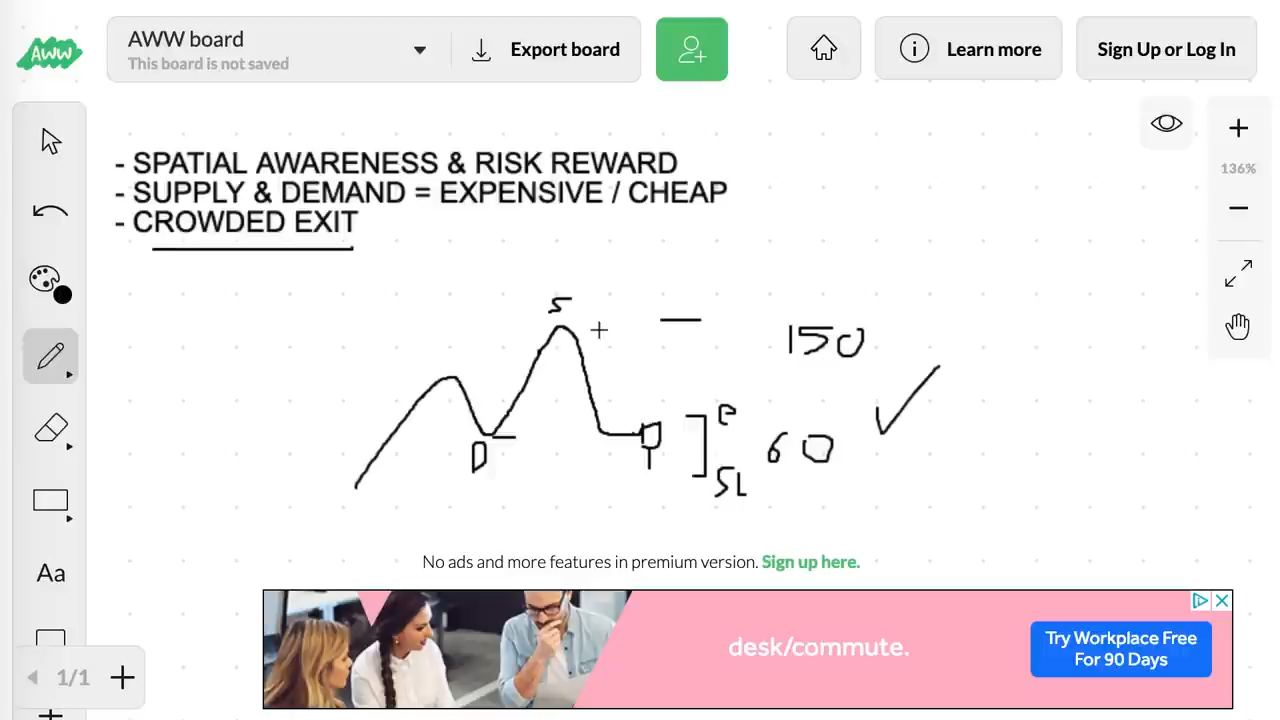 AWW
AWW board
This board is not saved
Export board
Learn more
Sign Up or Log In
136%
- SPATIAL AWARENESS & RISK REWARD
- SUPPLY & DEMAND = EXPENSIVE / CHEAP
- CROWDED EXIT
S
150
D
e
SL
60
Aa
1/1
No ads and more features in premium version. Sign up here.
desk/commute.
Try Workplace Free
For 90 Days